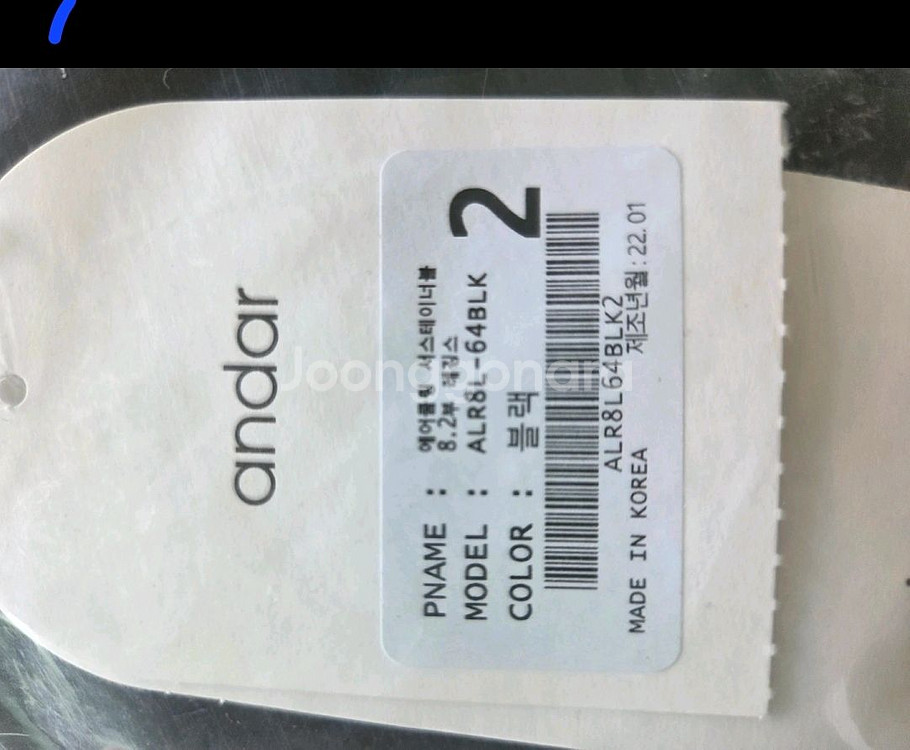 andar
2
PNAME : 에어쿨링 서스테이너블
8.2부 레깅스
MODEL : ALR8L-64BLK
COLOR : 블랙
ALR8L64BLK2
MADE IN KOREA 제조년월: 22.01
Joonggonara